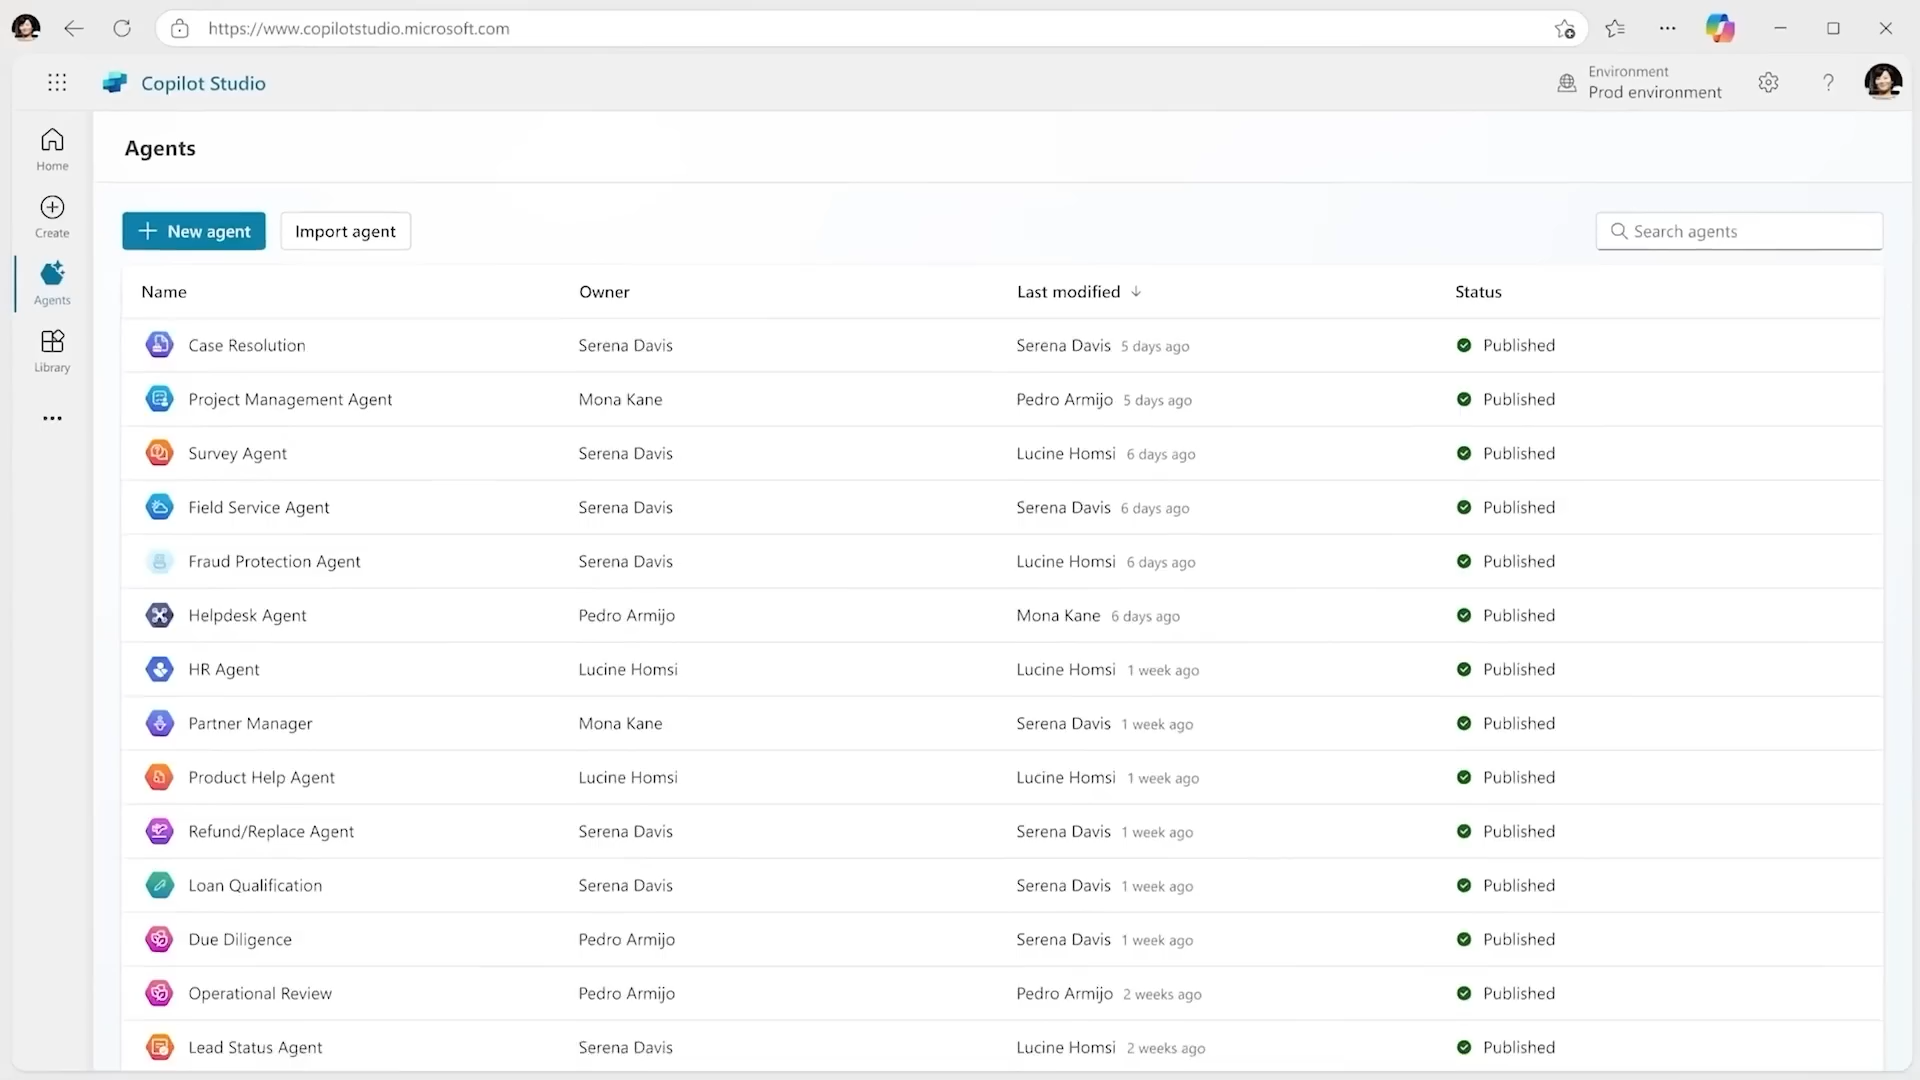 https://www.copilotstudio.microsoft.com
Copilot Studio
Environment
Prod environment
?
Home
Create
Agents
Library
Agents
New agent
Import agent
Search agents
Name Owner Last modified Status
Case Resolution Serena Davis Serena Davis 5 days ago Published
Project Management Agent Mona Kane Pedro Armijo 5 days ago Published
Survey Agent Serena Davis Lucine Homsi 6 days ago Published
Field Service Agent Serena Davis Serena Davis 6 days ago Published
Fraud Protection Agent Serena Davis Lucine Homsi 6 days ago Published
Helpdesk Agent Pedro Armijo Mona Kane 6 days ago Published
HR Agent Lucine Homsi Lucine Homsi 1 week ago Published
Partner Manager Mona Kane Serena Davis 1 week ago Published
Product Help Agent Lucine Homsi Lucine Homsi 1 week ago Published
Refund/Replace Agent Serena Davis Serena Davis 1 week ago Published
Loan Qualification Serena Davis Serena Davis 1 week ago Published
Due Diligence Pedro Armijo Serena Davis 1 week ago Published
Operational Review Pedro Armijo Pedro Armijo 2 weeks ago Published
Lead Status Agent Serena Davis Lucine Homsi 2 weeks ago Published